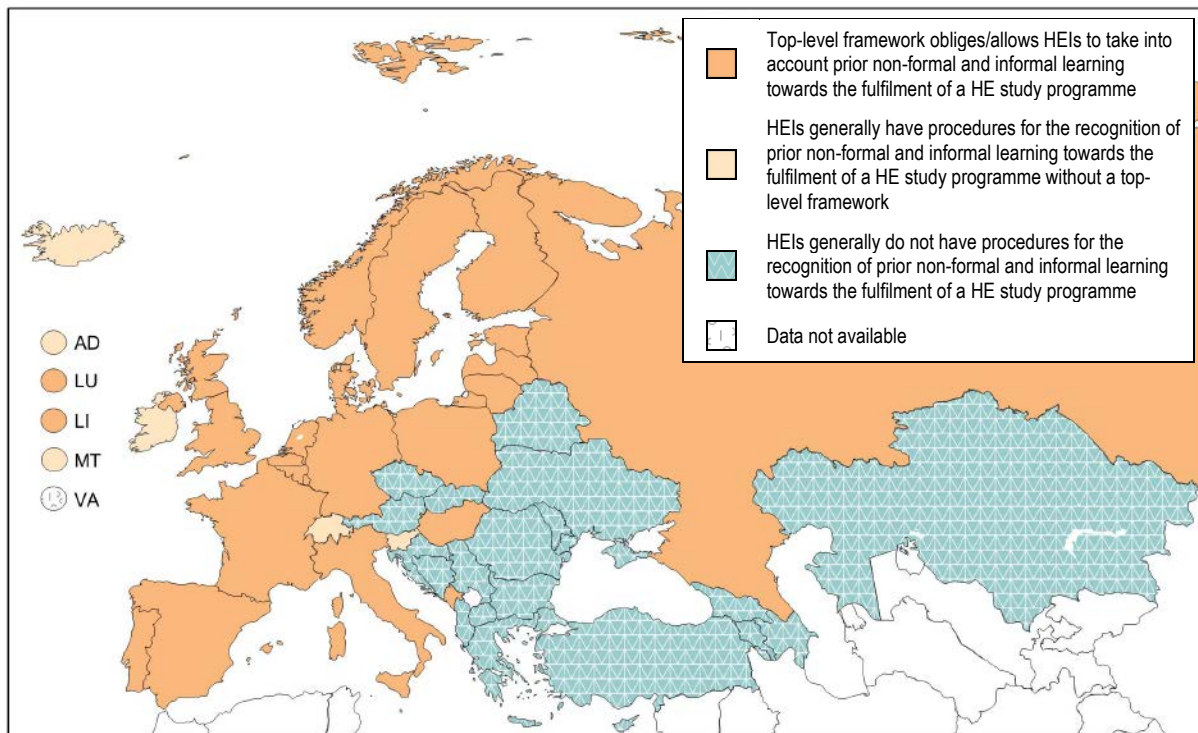 Top-level framework obliges/allows HEIs to take into
account prior non-formal and informal learning
towards the fulfilment of a HE study programme
HEIs generally have procedures for the recognition of
prior non-formal and informal learning towards the
fulfilment of a HE study programme without a top-
level framework
HEIs generally do not have procedures for the
recognition of prior non-formal and informal learning
towards the fulfilment of a HE study programme
Data not available
AD
LU
LI
MT
VA